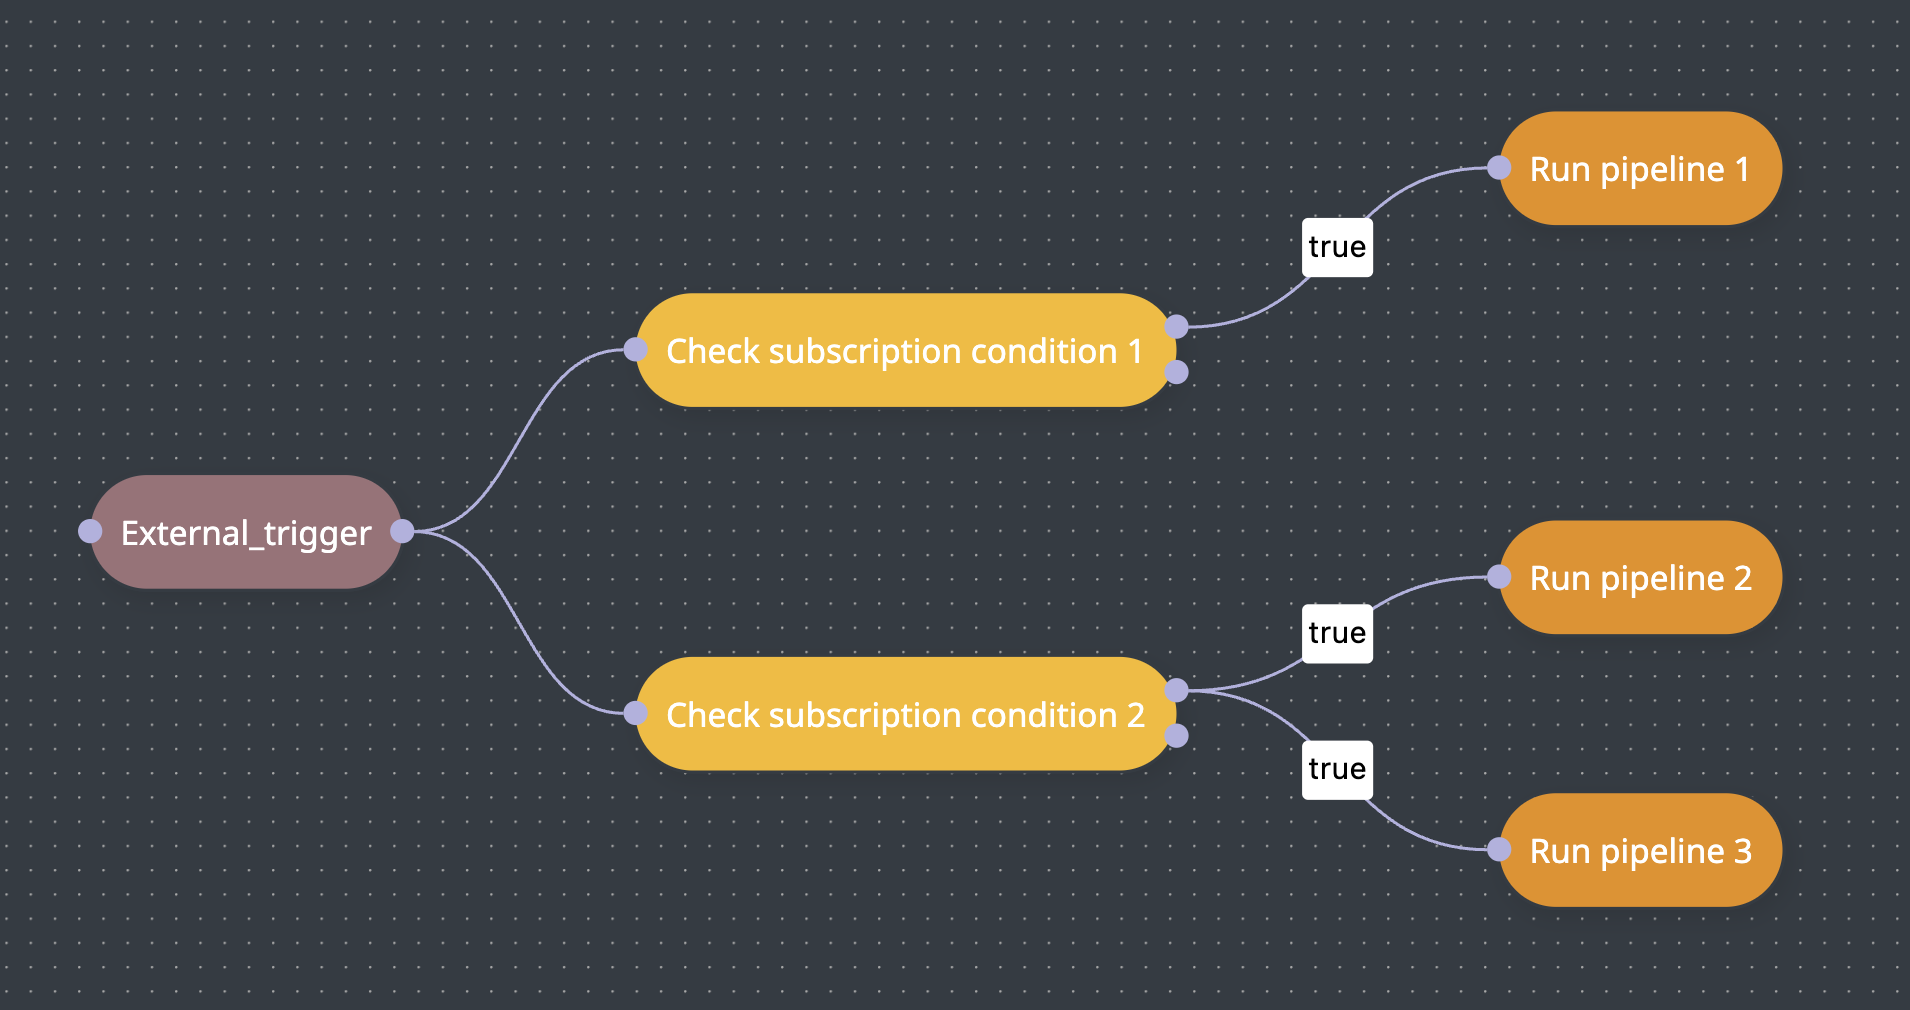 Run pipeline 1
true
Check subscription condition 1
External_trigger
Run pipeline 2
true
Check subscription condition 2
true
Run pipeline 3